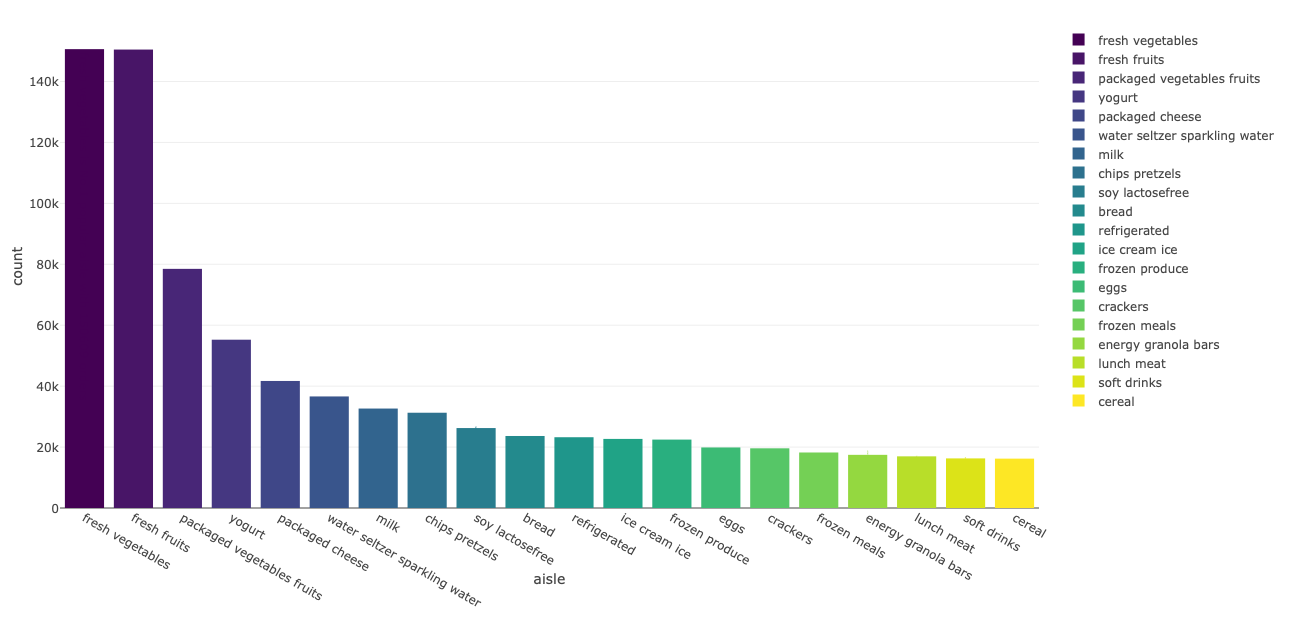 140k
120k
100k
80k
60k
40k
20k
0
count
fresh vegetables
fresh fruits
packaged vegetables fruits
yogurt
packaged cheese
water seltzer sparkling water
milk
chips pretzels
soy lactosefree
bread
refrigerated
ice cream ice
frozen produce
eggs
crackers
frozen meals
energy granola bars
lunch meat
soft drinks
cereal
aisle
fresh vegetables
fresh fruits
packaged vegetables fruits
yogurt
packaged cheese
water seltzer sparkling water
milk
chips pretzels
soy lactosefree
bread
refrigerated
ice cream ice
frozen produce
eggs
crackers
frozen meals
energy granola bars
lunch meat
soft drinks
cereal